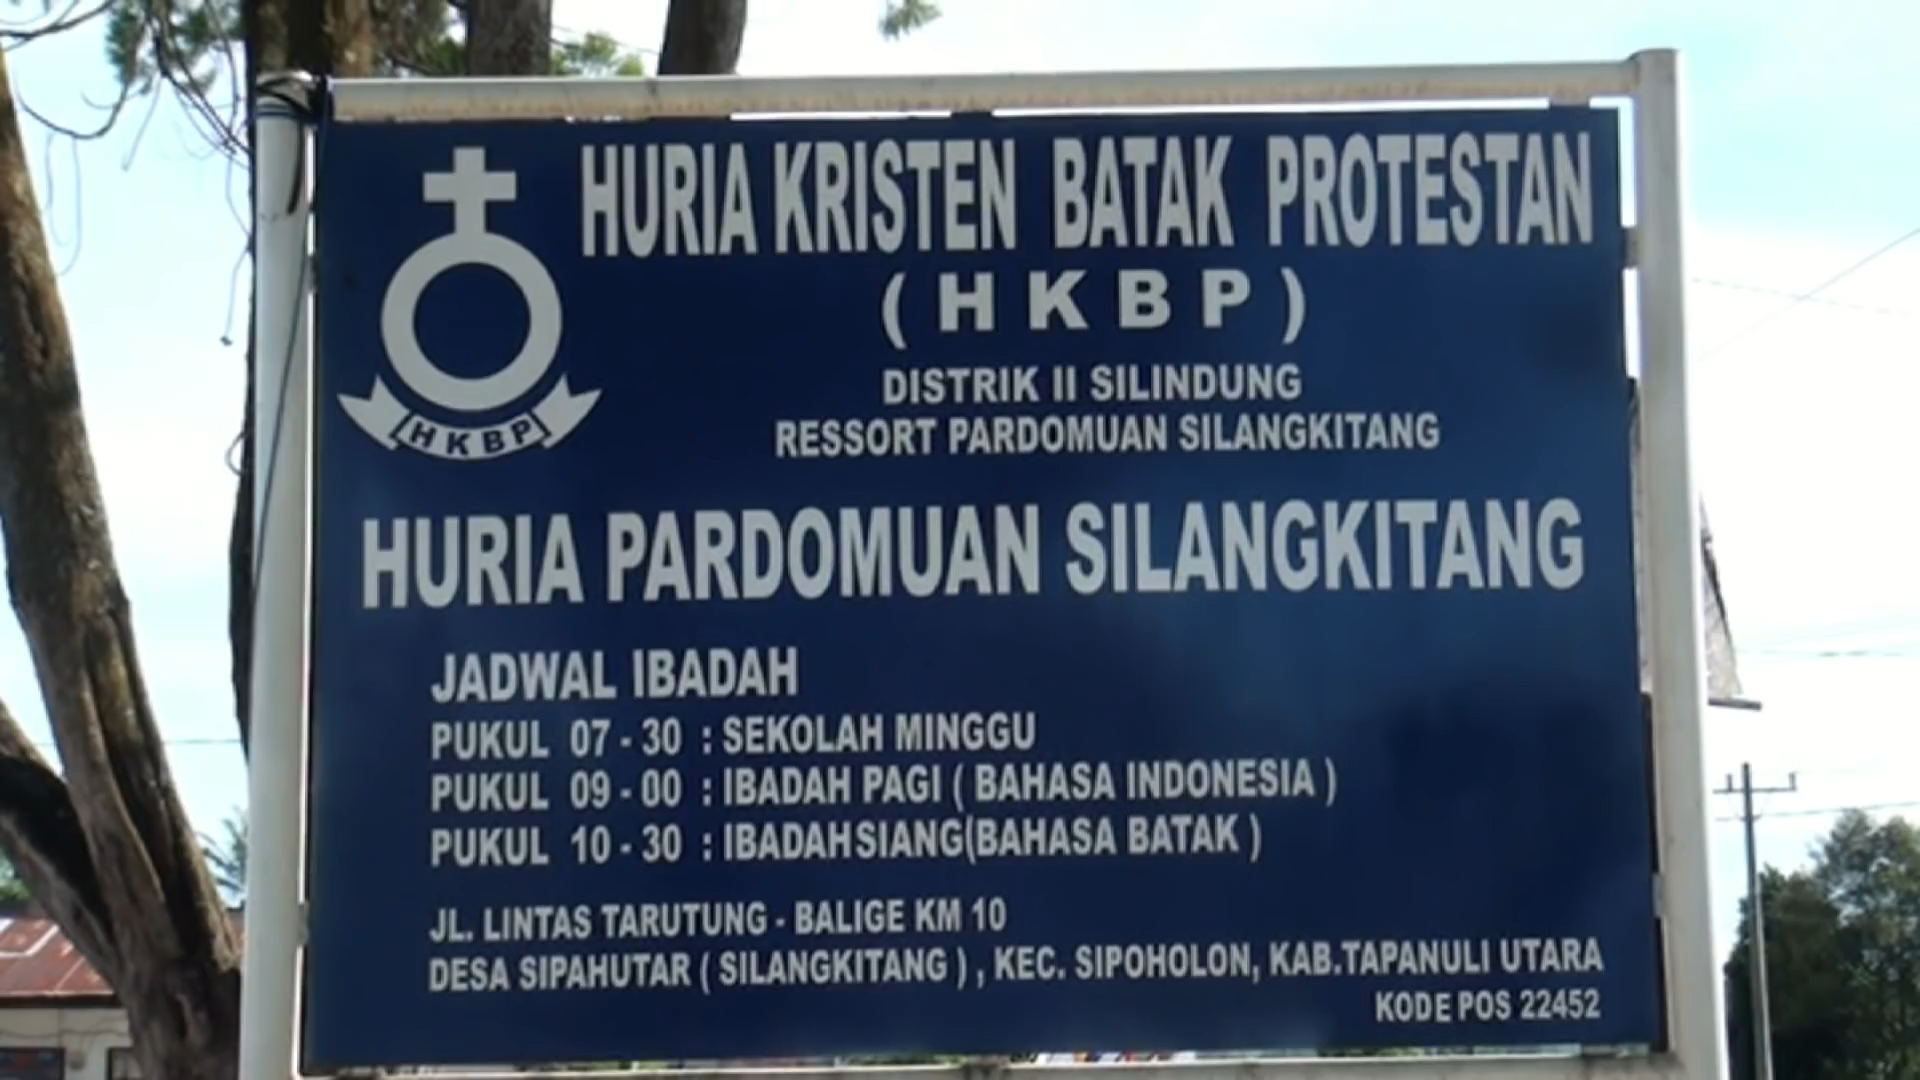 HURIA KRISTEN BATAK PROTESTAN
( H K B P )
HKBP
DISTRIK II SILINDUNG
RESSORT PARDOMUAN SILANGKITANG
HURIA PARDOMUAN SILANGKITANG
JADWAL IBADAH
PUKUL 07 - 30 : SEKOLAH MINGGU
PUKUL 09 - 00 : IBADAH PAGI ( BAHASA INDONESIA )
PUKUL 10 - 30 : IBADAH SIANG(BAHASA BATAK )
JL. LINTAS TARUTUNG - BALIGE KM 10
DESA SIPAHUTAR ( SILANGKITANG ) , KEC. SIPOHOLON, KAB.TAPANULI UTARA
KODE POS 22452